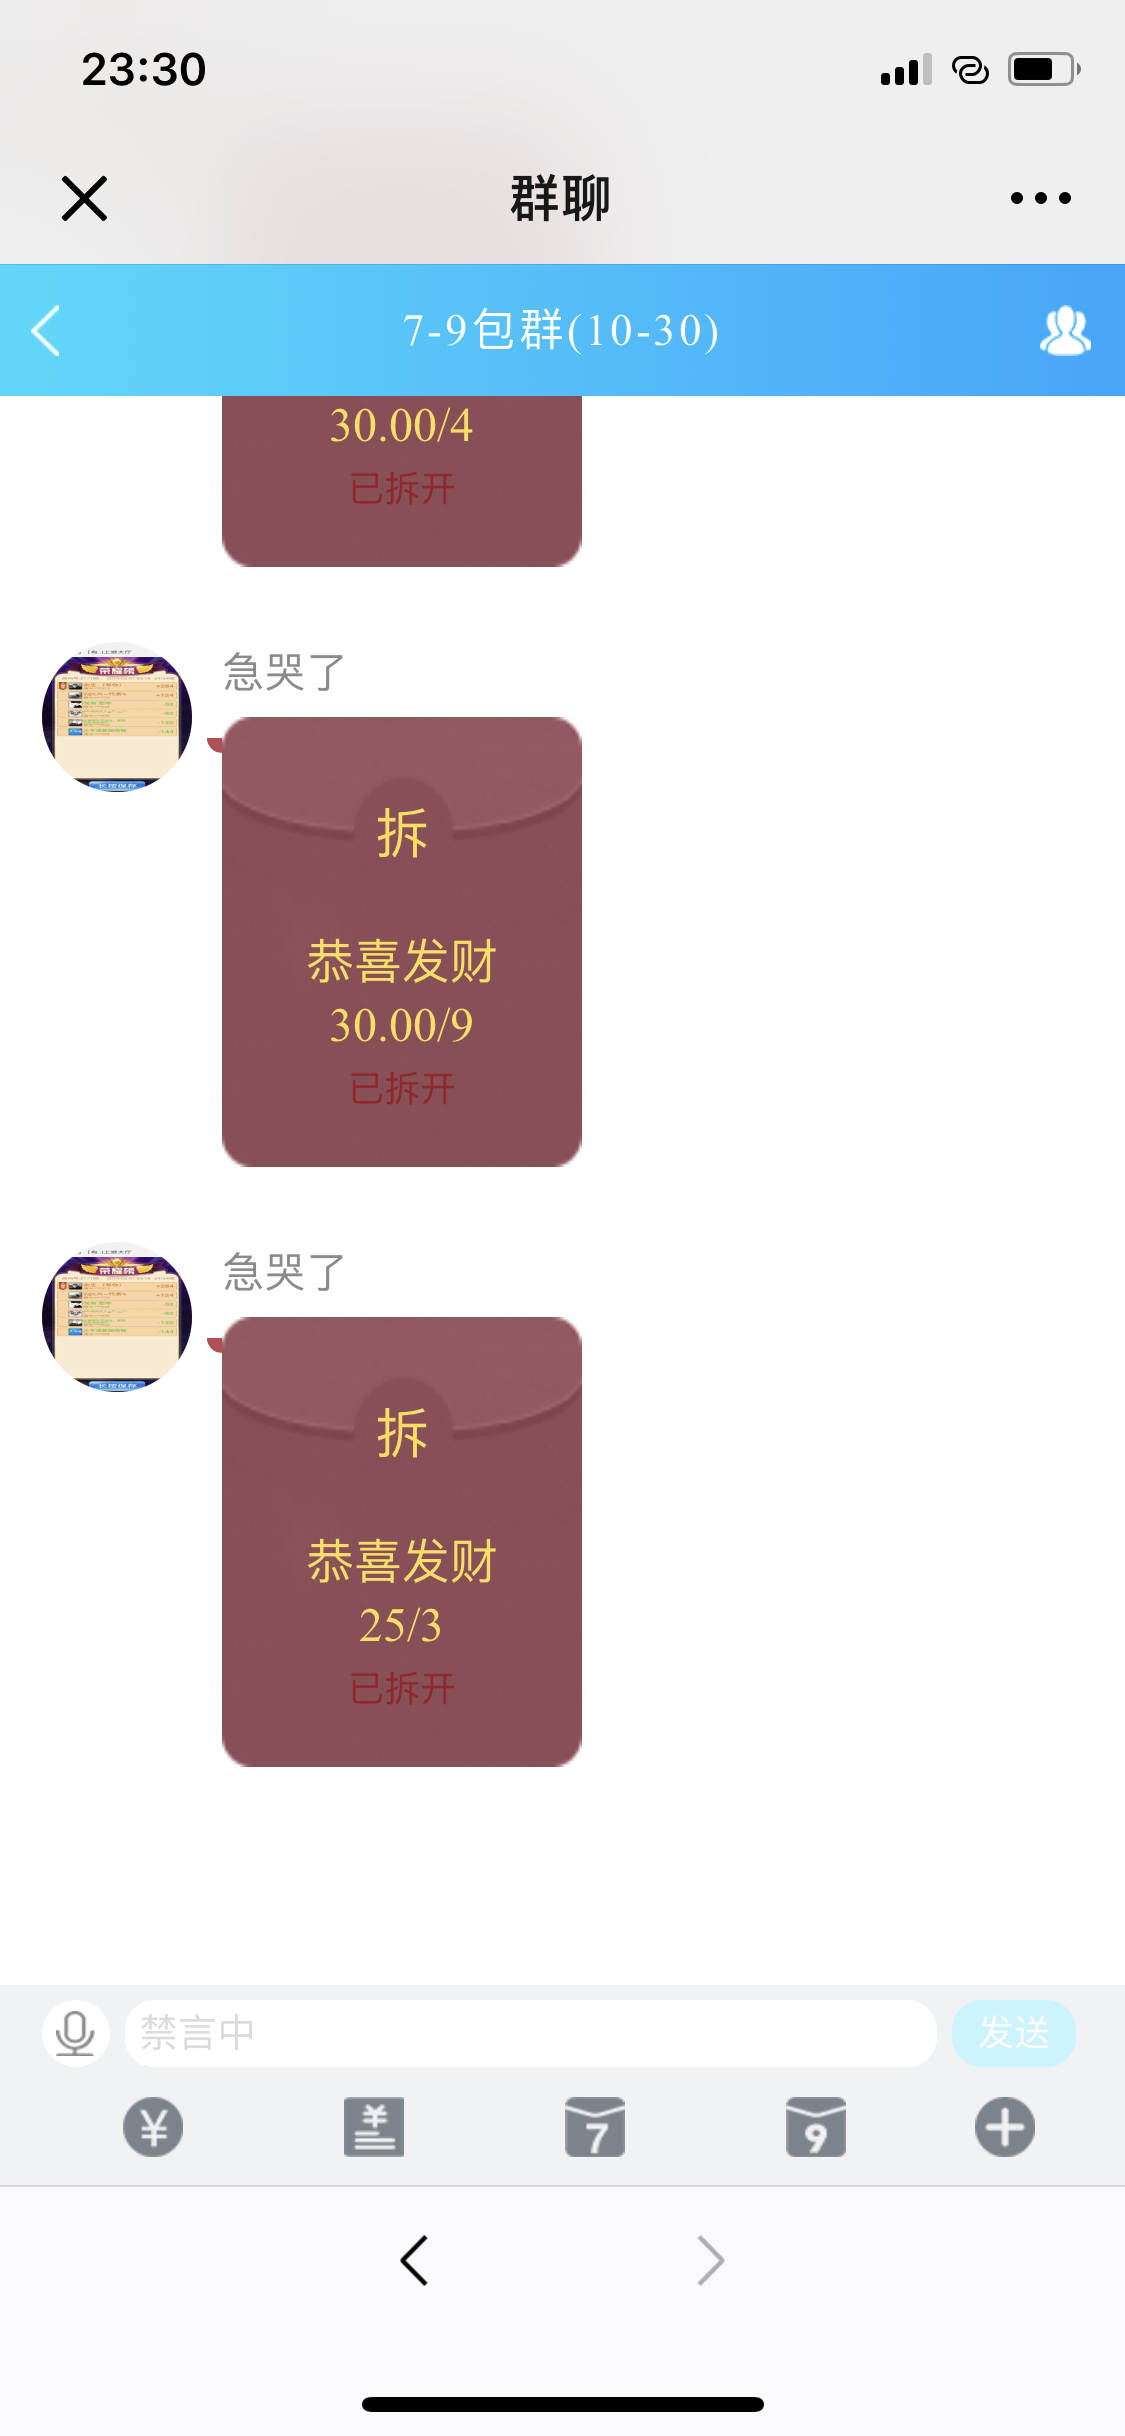 23:30
群聊
7-9包群(10-30)
30.00/4
已拆开
急哭了
拆
恭喜发财
30.00/9
已拆开
急哭了
拆
恭喜发财
25/3
已拆开
禁言中
发送
¥
¥
7
9